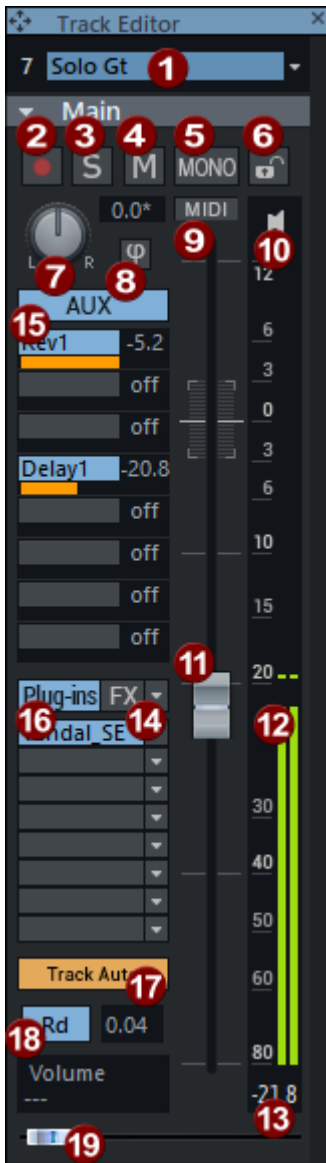 Track Editor ×
7 Solo Gt 1
Main
2 3 4 5 6
S M MONO
0.0* MIDI
L R φ 9 10
7 8 12
15 AUX
Rev1 -5.2 6
off 3
off 0
Delay1 -20.8 3
off 6
off 10
off
off 15
11 20
Plug-ins FX
16 14 12
30
40
50
Track Aut 60
17
18 Rd 0.04
80
Volume -21.8
--- 13
19